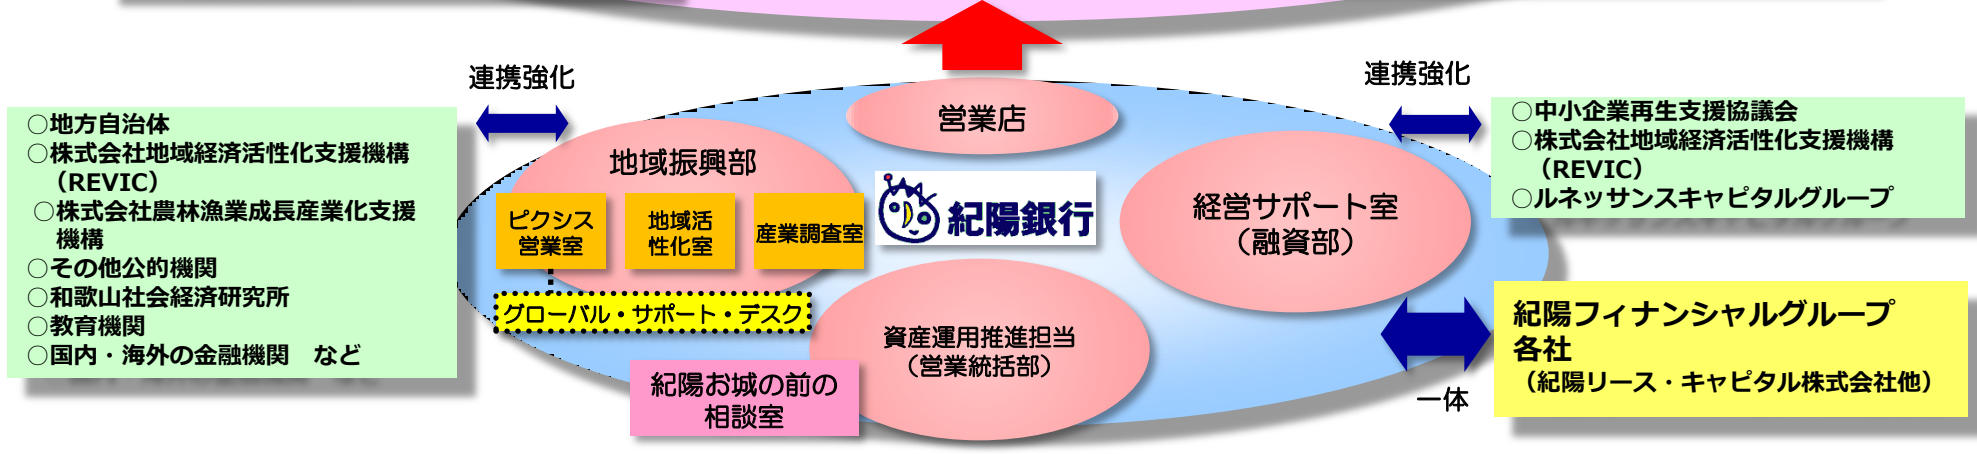 連携強化
○地方自治体
○株式会社地域経済活性化支援機構
（REVIC）
○株式会社農林漁業成長産業化支援
機構
○その他公的機関
○和歌山社会経済研究所
○教育機関
○国内・海外の金融機関　など
営業店
地域振興部
ピクシス
営業室
地域活
性化室
産業調査室
グローバル・サポート・デスク
紀陽銀行
経営サポート室
（融資部）
資産運用推進担当
（営業統括部）
紀陽お城の前の
相談室
連携強化
○中小企業再生支援協議会
○株式会社地域経済活性化支援機構
（REVIC）
○ルネッサンスキャピタルグループ
一体
紀陽フィナンシャルグループ
各社
（紀陽リース・キャピタル株式会社他）